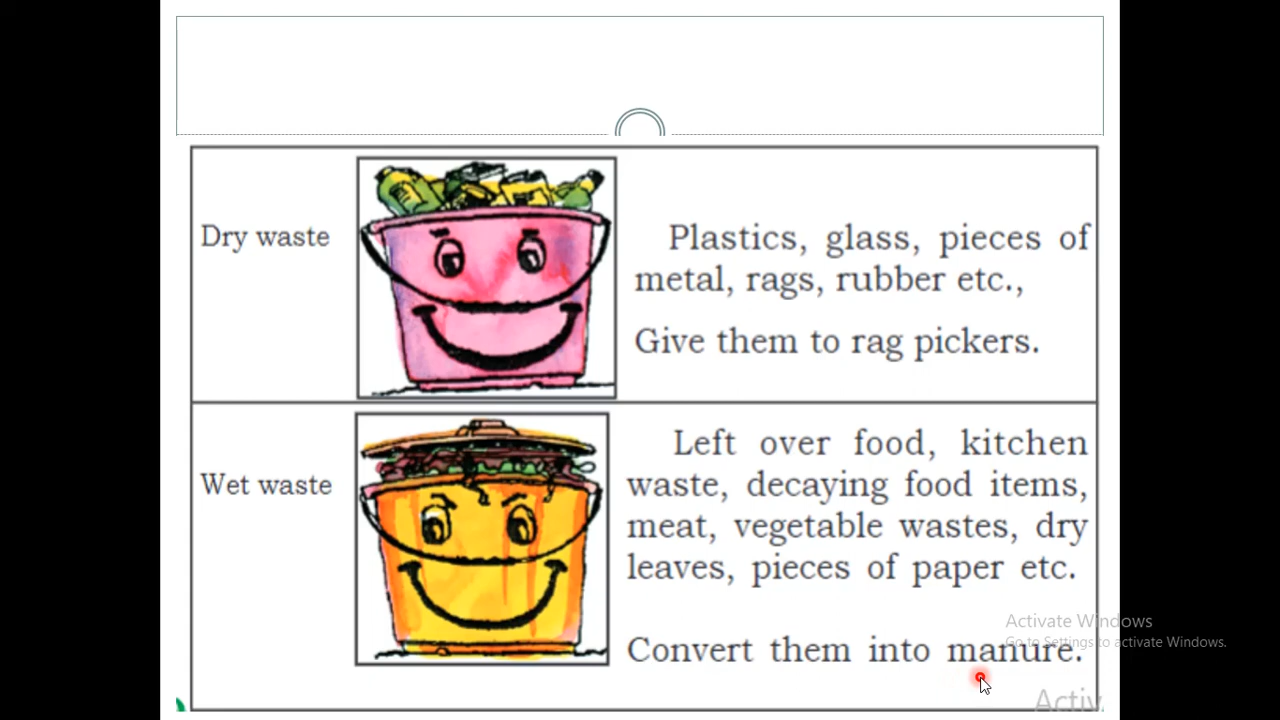 Dry waste
Plastics, glass, pieces of
metal, rags, rubber etc.,
Give them to rag pickers.
Wet waste
Left over food, kitchen
waste, decaying food items,
meat, vegetable wastes, dry
leaves, pieces of paper etc.
Convert them into manure.
Activate Windows
Go to Settings to activate Windows.
Activ